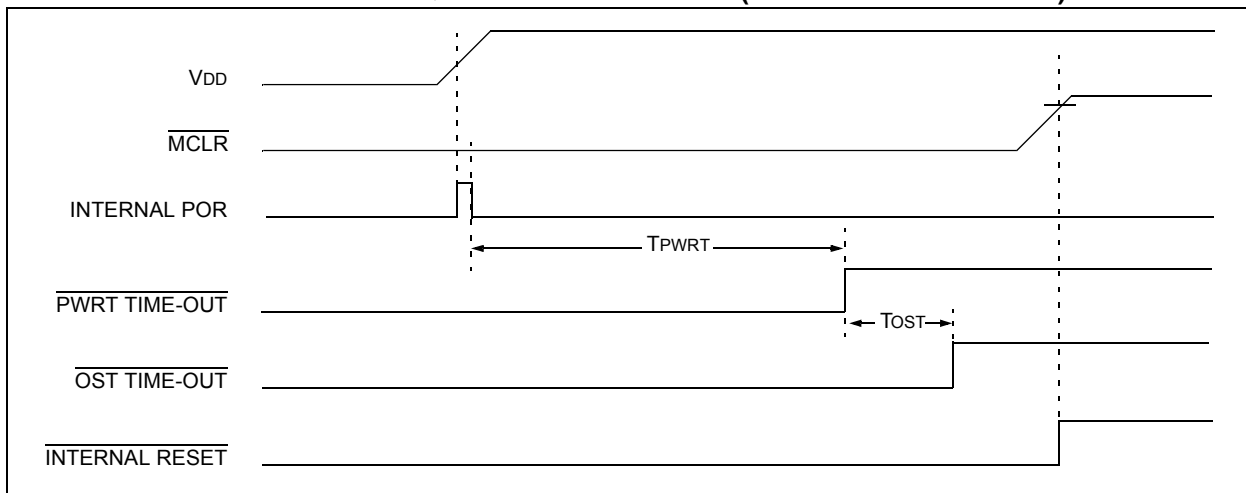 VDD
MCLR
INTERNAL POR
TPWRT
PWRT TIME-OUT
TOST
OST TIME-OUT
INTERNAL RESET